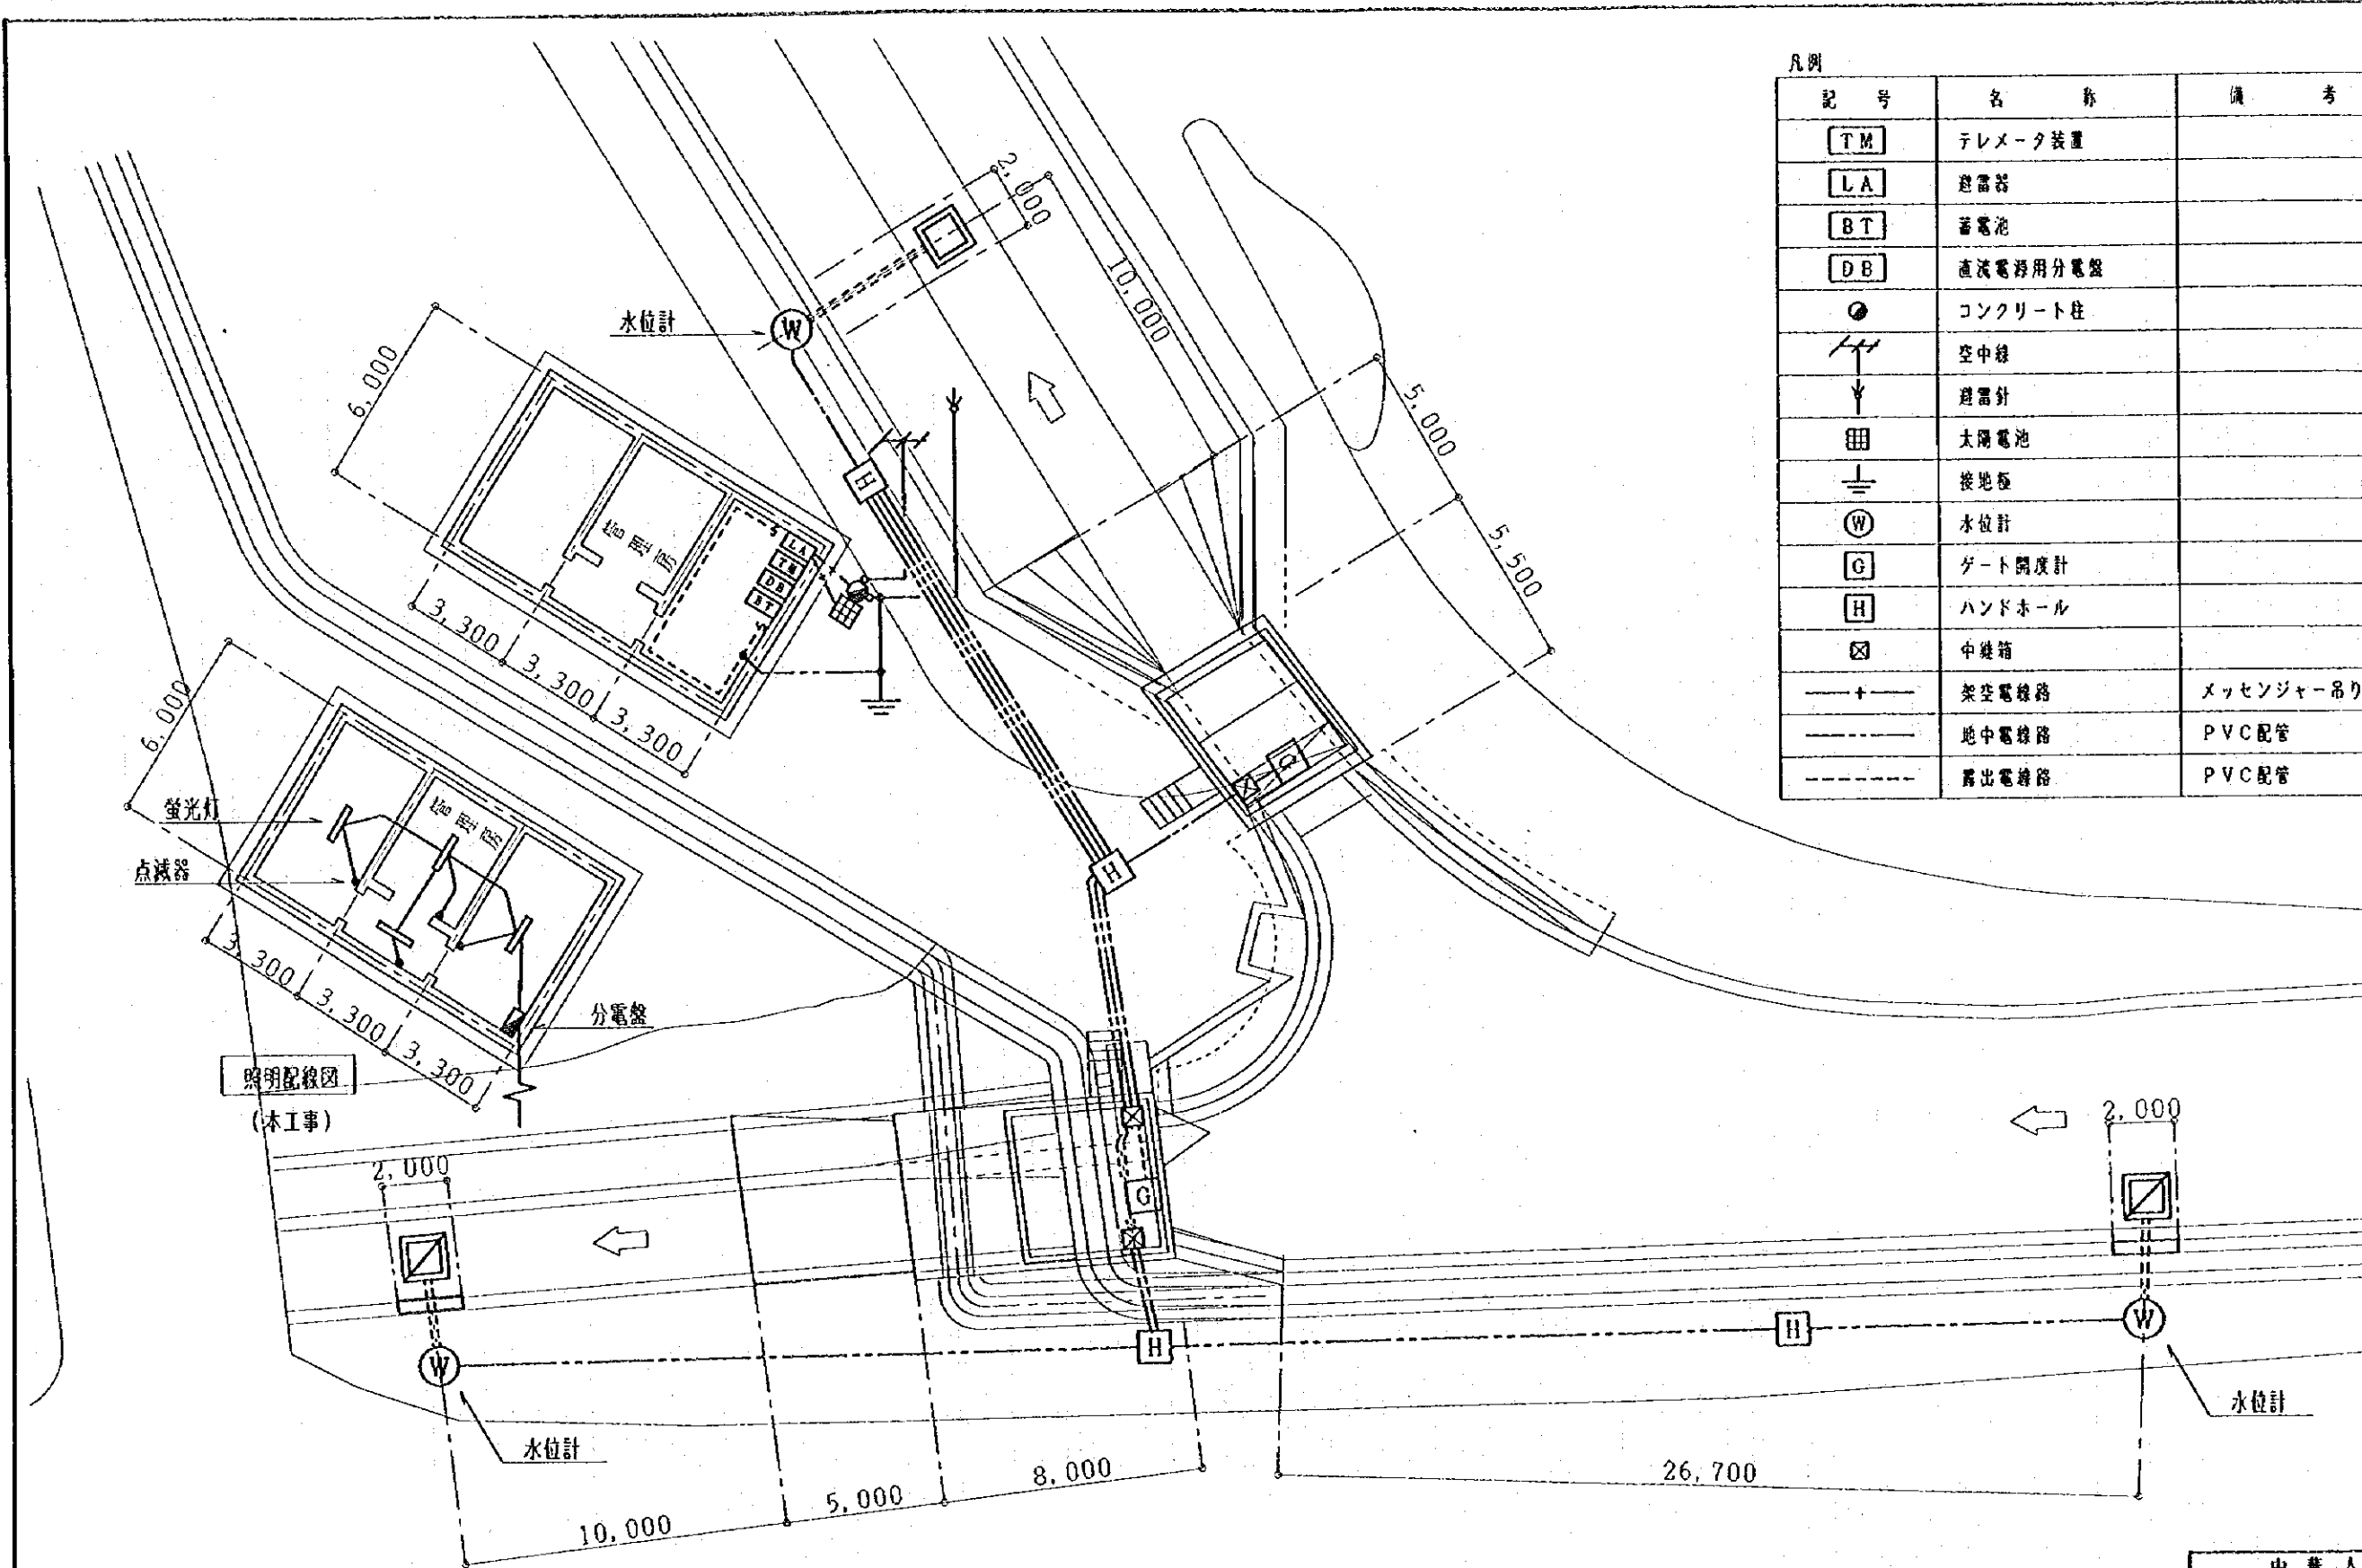 凡例
記号 名称 備考
TM テレメータ装置
LA 避雷器
BT 蓄電池
DB 直流電源用分電盤
コンクリート柱
空中線
避雷針
太陽電池
接地極
W 水位計
G ゲート開度計
H ハンドホール
中継箱
架空電線路 メッセンジャー吊り
地中電線路 PVC配管
露出電線路 PVC配管
2,000
10,000
水位計
W
6,000
5,000
5,500
H
管理所
LA
TM
DB
BT
3,300
3,300
3,300
G
H
6,000
蛍光灯
点滅器
管理所
3,300
3,300
3,300
分電盤
照明配線図
(本工事)
2,000
2,000
G
W
H
H
W
水位計
水位計
10,000
5,000
8,000
26,700